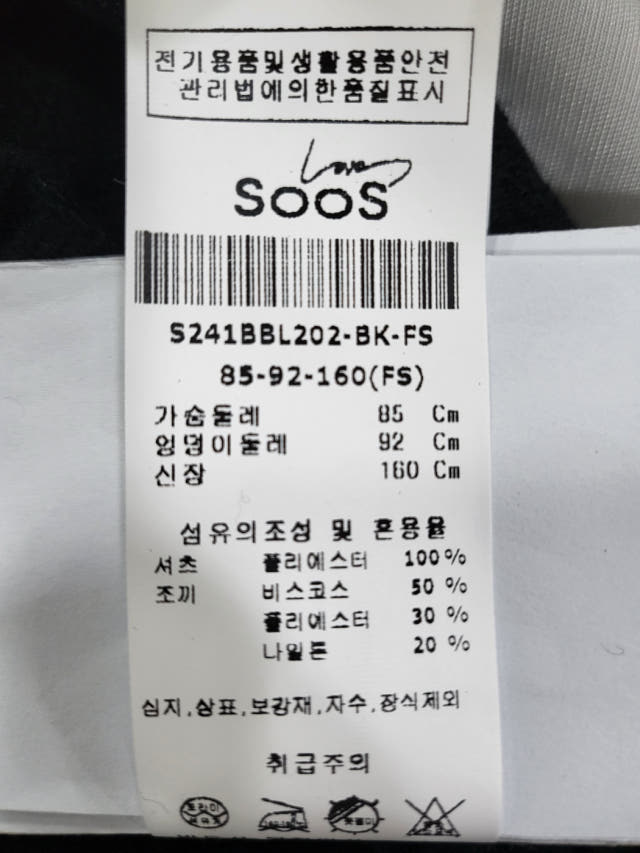 전기용품및생활용품안전
관리법에의한품질표시
Lovers
SOOS
S241BBL202-BK-FS
85-92-160(FS)
가슴둘레 85 Cm
엉덩이둘레 92 Cm
신장 160 Cm
섬유의조성 및 혼용율
셔츠 폴리에스터 100%
조끼 비스코스 50 %
폴리에스터 30 %
나일론 20 %
심지,상표,보강재,자수,장식제외
취급주의
드라이